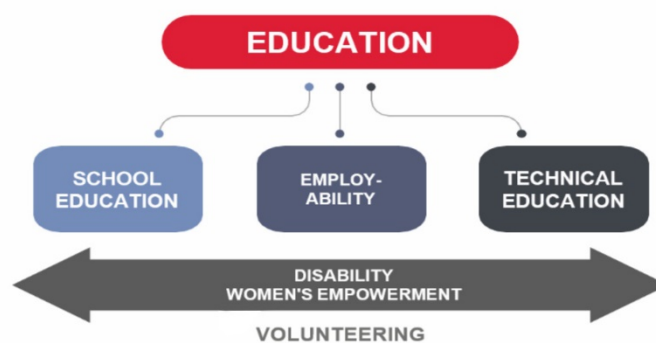 EDUCATION
SCHOOL
EDUCATION
EMPLOY-
ABILITY
TECHNICAL
EDUCATION
DISABILITY
WOMEN'S EMPOWERMENT
VOLUNTEERING